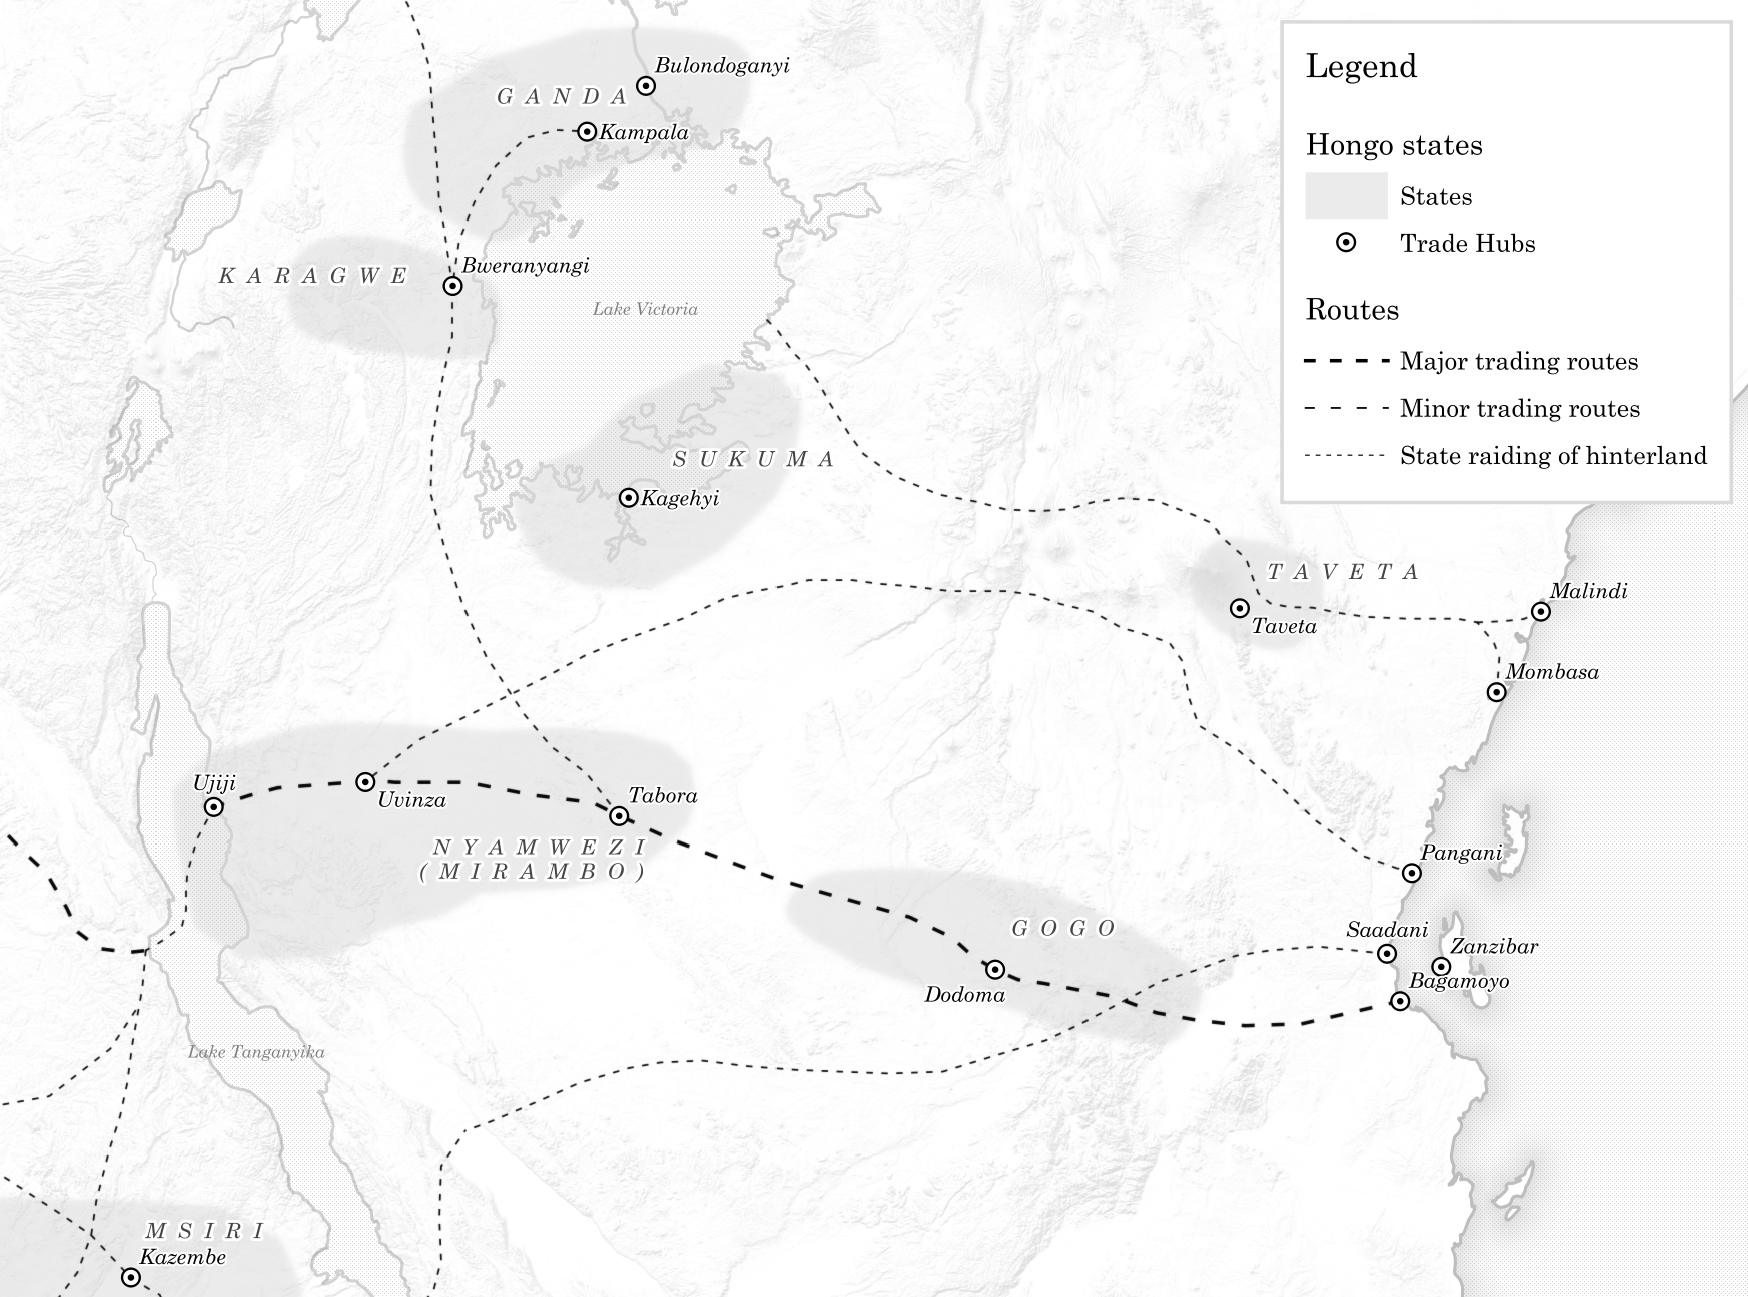 Bulondoganyi
GANDA
Kampala
Bweranyangi
KARAGWE
Lake Victoria
SUKUMA
Kagehyi
TAVETA
Taveta
Malindi
Mombasa
Ujiji
Uvinza
Tabora
NYAMWEZI
(MIRAMBO)
Pangani
GOGO
Saadani
Zanzibar
Dodoma
Bagamoyo
Lake Tanganyika
MSIRI
Kazembe
Legend
Hongo states
States
Trade Hubs
Routes
Major trading routes
Minor trading routes
State raiding of hinterland